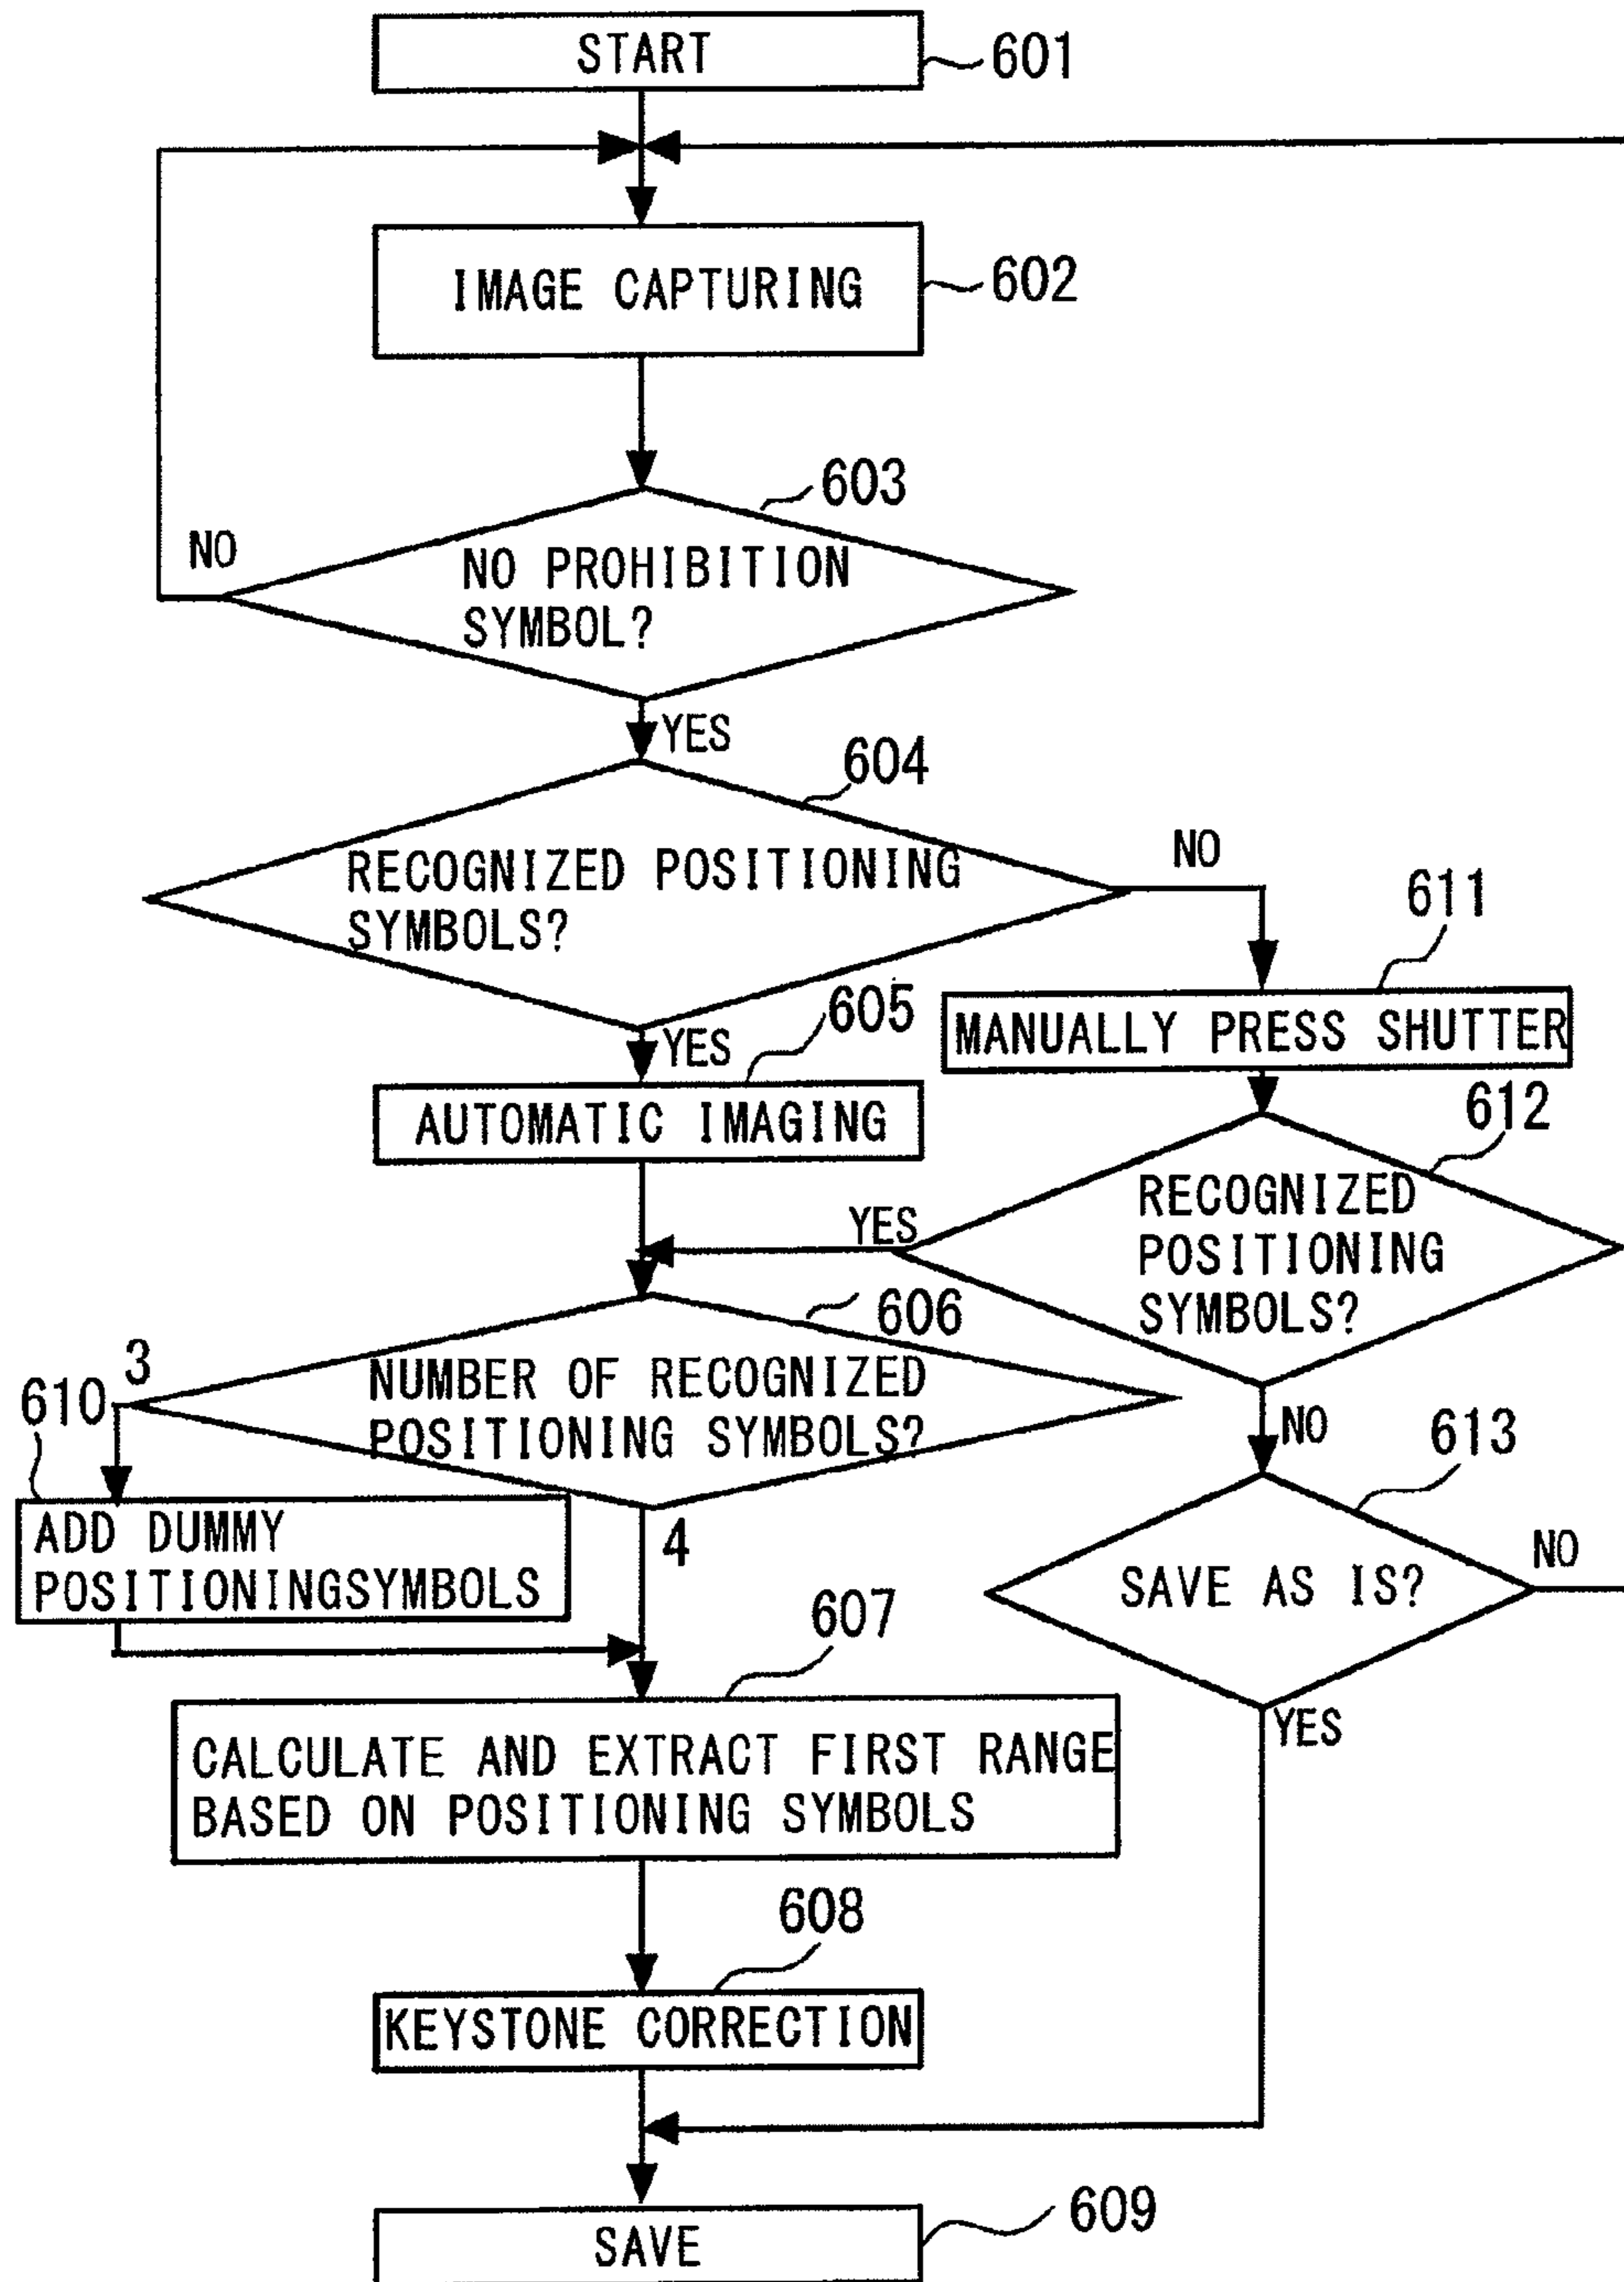 START
601
IMAGE CAPTURING
602
603
NO
NO PROHIBITION
SYMBOL?
YES
604
NO
RECOGNIZED POSITIONING
SYMBOLS?
611
605
YES
MANUALLY PRESS SHUTTER
AUTOMATIC IMAGING
612
YES
RECOGNIZED
POSITIONING
SYMBOLS?
606
3
610
NUMBER OF RECOGNIZED
POSITIONING SYMBOLS?
NO
613
4
ADD DUMMY
POSITIONINGSYMBOLS
SAVE AS IS?
NO
607
YES
CALCULATE AND EXTRACT FIRST RANGE
BASED ON POSITIONING SYMBOLS
608
KEYSTONE CORRECTION
609
SAVE